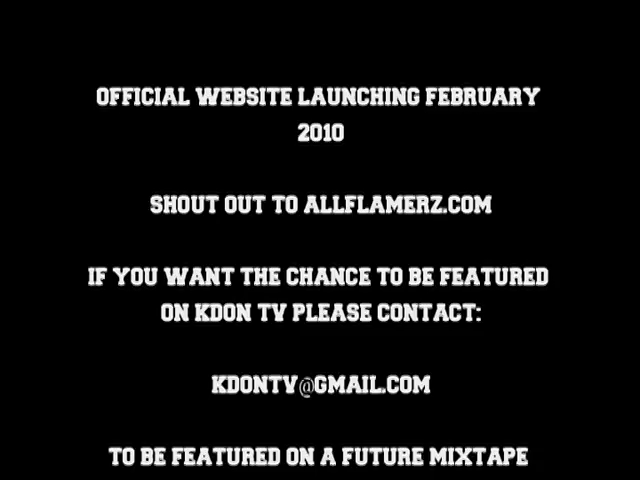 OFFICIAL WEBSITE LAUNCHING FEBRUARY
2010
SHOUT OUT TO ALLFLAMERZ.COM
IF YOU WANT THE CHANCE TO BE FEATURED
ON KDON TV PLEASE CONTACT:
KDONTV@GMAIL.COM
TO BE FEATURED ON A FUTURE MIXTAPE